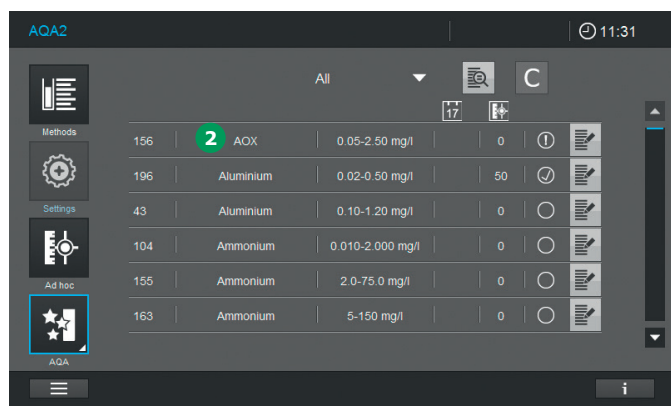 AQA2
11:31
All
C
17
Methods
156 2 AOX 0.05-2.50 mg/l 0
196 Aluminium 0.02-0.50 mg/l 50
Settings
43 Aluminium 0.10-1.20 mg/l 0
104 Ammonium 0.010-2.000 mg/l 0
Ad hoc
155 Ammonium 2.0-75.0 mg/l 0
163 Ammonium 5-150 mg/l 0
AQA
i